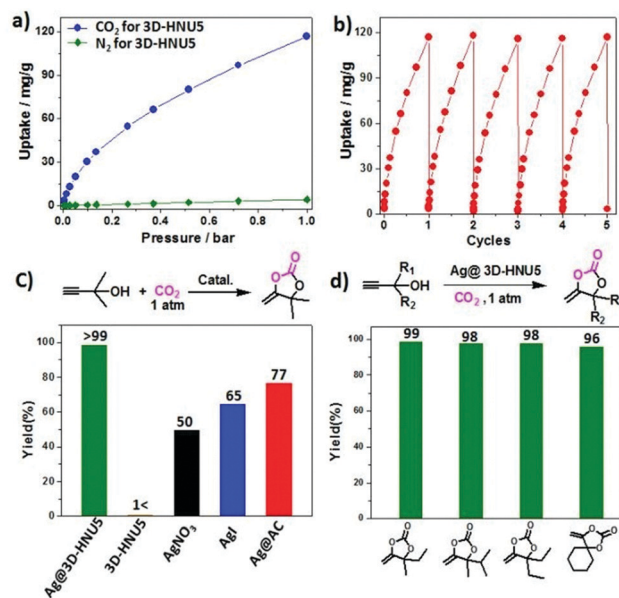 a)
CO2 for 3D-HNU5
N2 for 3D-HNU5
Uptake / mg/g
120
90
60
30
0
0.0 0.2 0.4 0.6 0.8 1.0
Pressure / bar
b)
Uptake / mg/g
120
90
60
30
0
0 1 2 3 4 5
Cycles
C)
OH + CO2
1 atm
Catal.
O
O O
Yield(%)
100
80
60
40
20
0
>99
1<
50
65
77
Ag@3D-HNU5
3D-HNU5
AgNO3
AgI
Ag@AC
d)
R1
OH
R2
Ag@ 3D-HNU5
CO2 ,1 atm
O
O O
R
R2
Yield(%)
100
80
60
40
20
0
99
98
98
96
O
O O
O
O O
O
O O
O
O
O